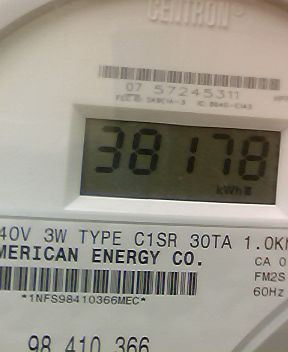 CENTRON®
07 57245311
38178
kWh
40V 3W TYPE C1SR 30TA 1.0K
MERICAN ENERGY CO.
CA 0
FM2S
*1NFS98410366MEC*
60Hz
98 410 366